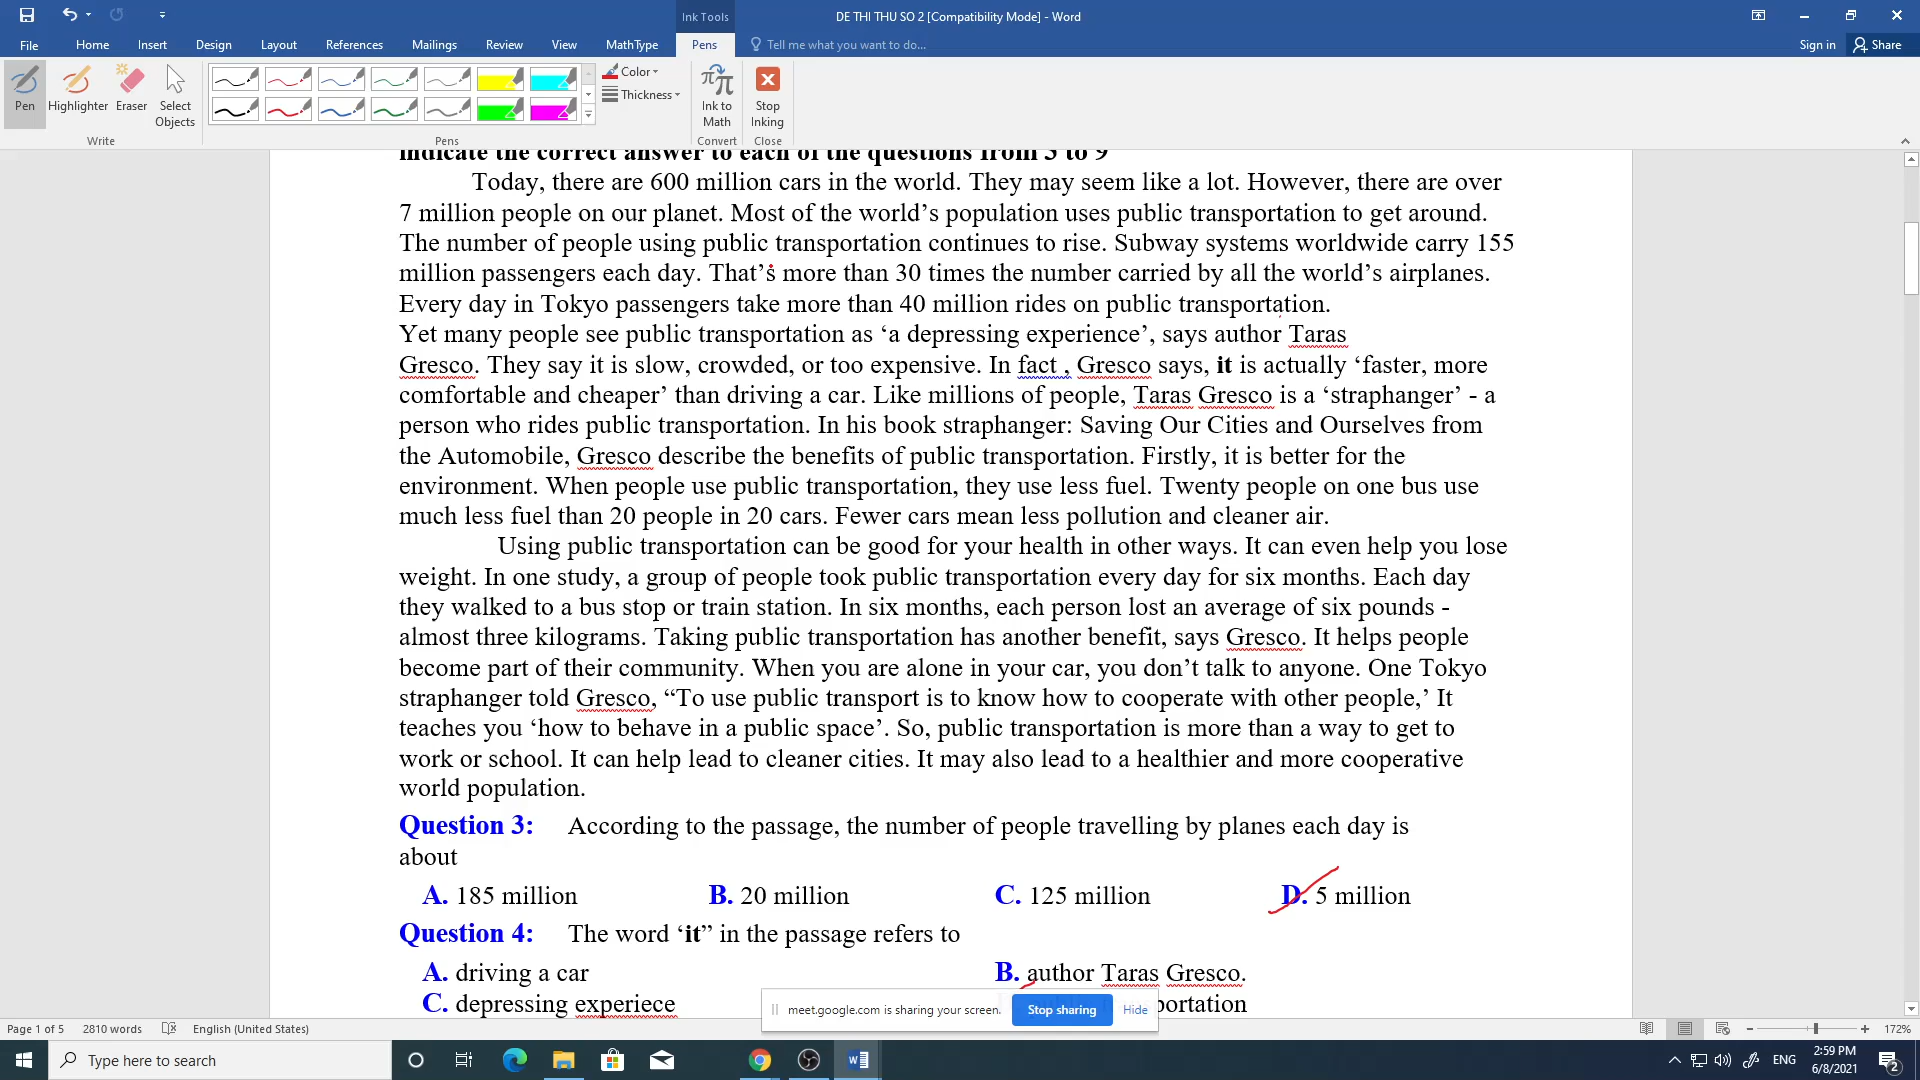 Ink Tools
DE THI THU SO 2 [Compatibility Mode] - Word
File Home Insert Design Layout References Mailings Review View MathType Pens Tell me what you want to do... Sign in Share
Pen Highlighter Eraser Select Objects
Color
Thickness
Ink to Math
Stop Inking
Write Pens Convert Close
indicate the correct answer to each of the questions from 3 to 9
Today, there are 600 million cars in the world. They may seem like a lot. However, there are over
7 million people on our planet. Most of the world’s population uses public transportation to get around.
The number of people using public transportation continues to rise. Subway systems worldwide carry 155
million passengers each day. That’s more than 30 times the number carried by all the world’s airplanes.
Every day in Tokyo passengers take more than 40 million rides on public transportation.
Yet many people see public transportation as ‘a depressing experience’, says author Taras
Gresco. They say it is slow, crowded, or too expensive. In fact , Gresco says, it is actually ‘faster, more
comfortable and cheaper’ than driving a car. Like millions of people, Taras Gresco is a ‘straphanger’ - a
person who rides public transportation. In his book straphanger: Saving Our Cities and Ourselves from
the Automobile, Gresco describe the benefits of public transportation. Firstly, it is better for the
environment. When people use public transportation, they use less fuel. Twenty people on one bus use
much less fuel than 20 people in 20 cars. Fewer cars mean less pollution and cleaner air.
Using public transportation can be good for your health in other ways. It can even help you lose
weight. In one study, a group of people took public transportation every day for six months. Each day
they walked to a bus stop or train station. In six months, each person lost an average of six pounds -
almost three kilograms. Taking public transportation has another benefit, says Gresco. It helps people
become part of their community. When you are alone in your car, you don’t talk to anyone. One Tokyo
straphanger told Gresco, “To use public transport is to know how to cooperate with other people,’ It
teaches you ‘how to behave in a public space’. So, public transportation is more than a way to get to
work or school. It can help lead to cleaner cities. It may also lead to a healthier and more cooperative
world population.
Question 3: According to the passage, the number of people travelling by planes each day is
about
A. 185 million B. 20 million C. 125 million D. 5 million
Question 4: The word ‘it” in the passage refers to
A. driving a car B. author Taras Gresco.
C. depressing experiece
meet.google.com is sharing your screen. Stop sharing Hide
Page 1 of 5 2810 words English (United States) 172%
Type here to search
ENG
2:59 PM
6/8/2021
2